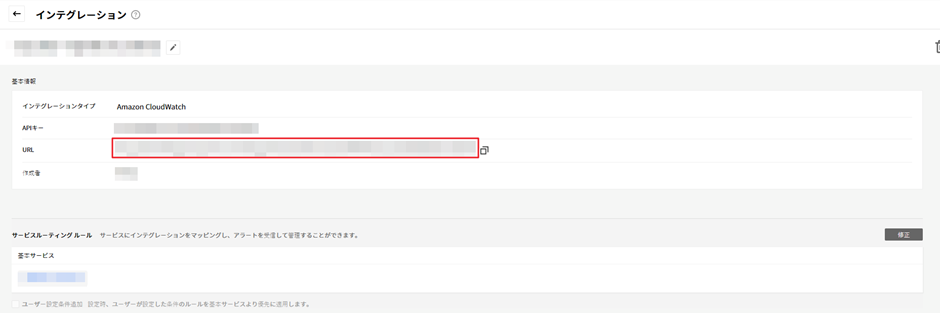 インテグレーション
基本情報
インテグレーションタイプ Amazon CloudWatch
APIキー
URL
作成者
サービスルーティング ルール サービスにインテグレーションをマッピングし、アラートを受信して管理することができます。 修正
基本サービス
ユーザー設定条件追加 設定時、ユーザーが設定した条件のルールを基本サービスより優先に適用します。